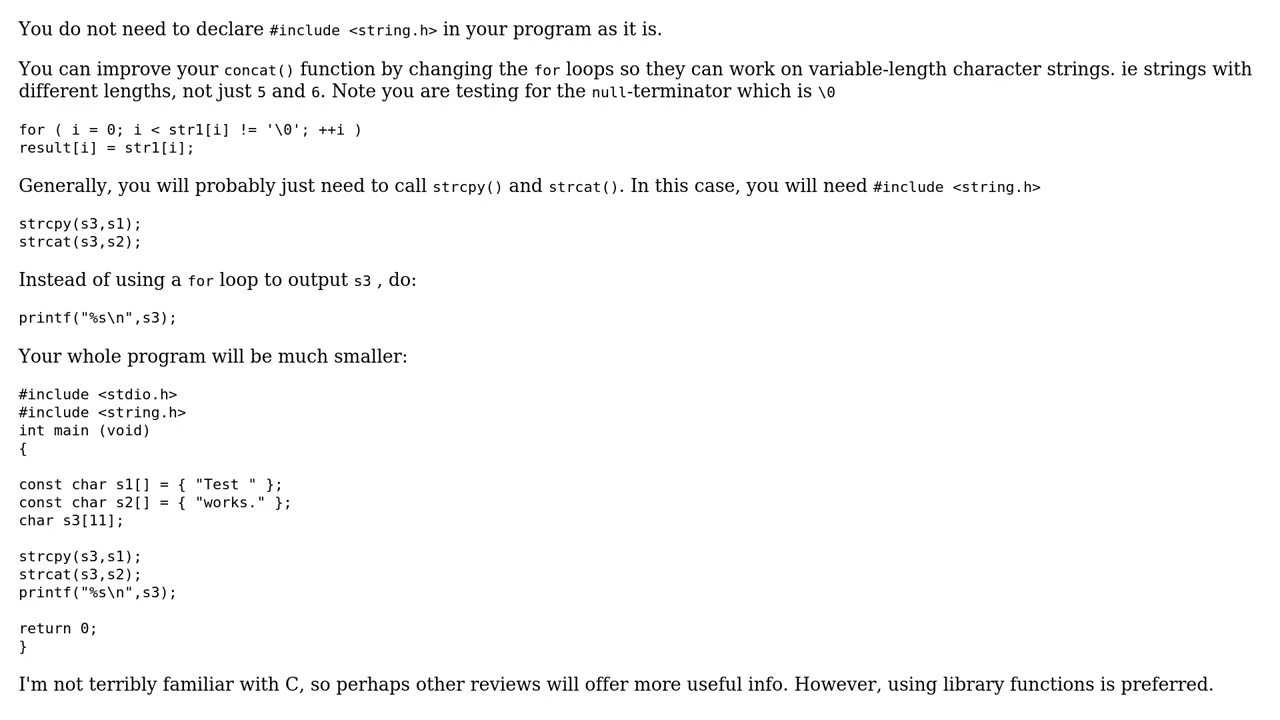 You do not need to declare #include <string.h> in your program as it is.
You can improve your concat() function by changing the for loops so they can work on variable-length character strings. ie strings with
different lengths, not just 5 and 6. Note you are testing for the null-terminator which is \0
for ( i = 0; i < str1[i] != '\0'; ++i )
result[i] = str1[i];
Generally, you will probably just need to call strcpy() and strcat(). In this case, you will need #include <string.h>
strcpy(s3,s1);
strcat(s3,s2);
Instead of using a for loop to output s3 , do:
printf("%s\n",s3);
Your whole program will be much smaller:
#include <stdio.h>
#include <string.h>
int main (void)
{
const char s1[] = { "Test " };
const char s2[] = { "works." };
char s3[11];
strcpy(s3,s1);
strcat(s3,s2);
printf("%s\n",s3);
return 0;
}
I'm not terribly familiar with C, so perhaps other reviews will offer more useful info. However, using library functions is preferred.